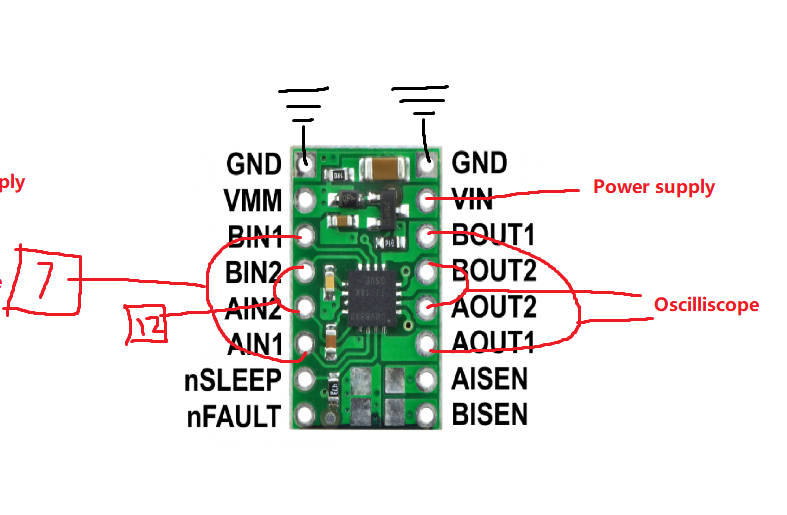 GND
GND
ply
VMM
VIN
Power supply
BIN1
BOUT1
7
BIN2
BOUT2
12
AIN2
AOUT2
Oscilliscope
AIN1
AOUT1
nSLEEP
AISEN
nFAULT
BISEN